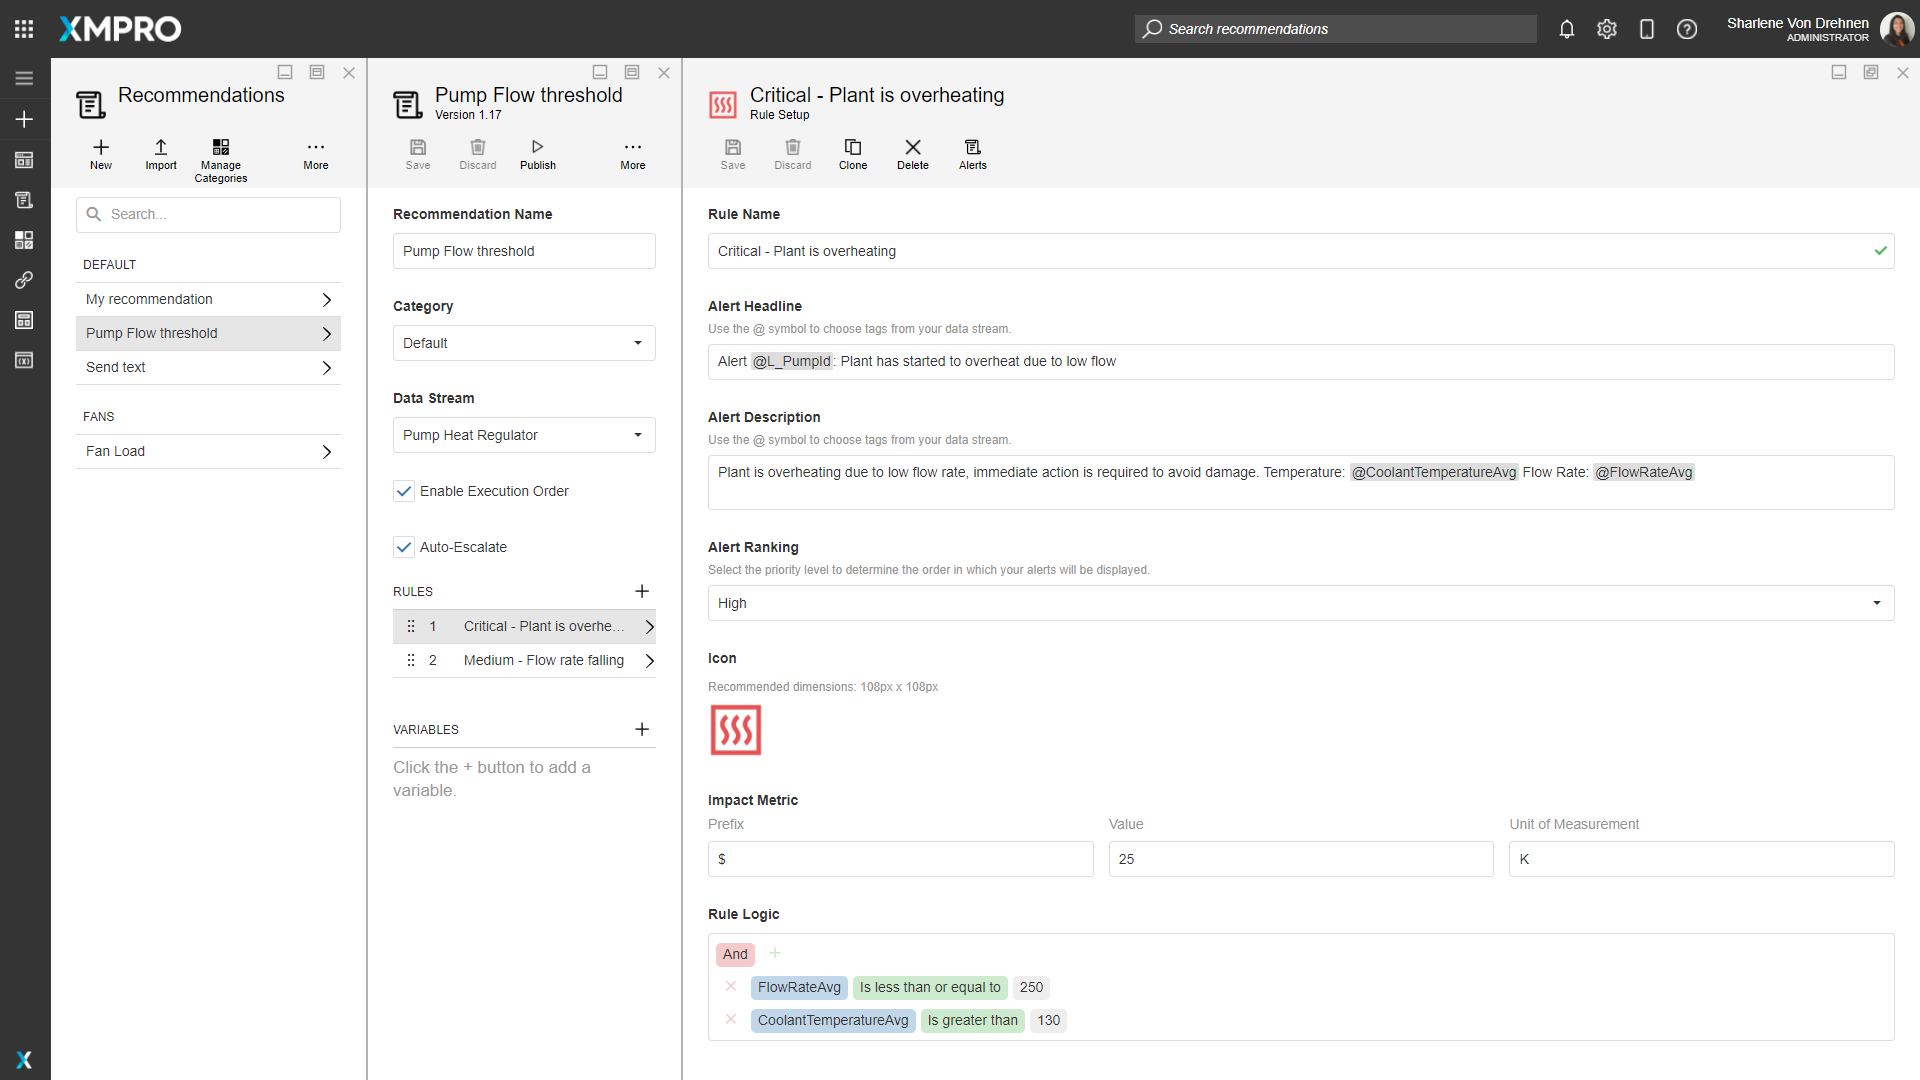 XMPRO
Search recommendations
Sharlene Von Drehnen
ADMINISTRATOR
Recommendations
New
Import
Manage
Categories
More
Search...
DEFAULT
My recommendation
Pump Flow threshold
Send text
FANS
Fan Load
Pump Flow threshold
Version 1.17
Save
Discard
Publish
More
Recommendation Name
Pump Flow threshold
Category
Default
Data Stream
Pump Heat Regulator
Enable Execution Order
Auto-Escalate
RULES
1 Critical - Plant is overhe...
2 Medium - Flow rate falling
VARIABLES
Click the + button to add a
variable.
Critical - Plant is overheating
Rule Setup
Save
Discard
Clone
Delete
Alerts
Rule Name
Critical - Plant is overheating
Alert Headline
Use the @ symbol to choose tags from your data stream.
Alert @L_PumpId: Plant has started to overheat due to low flow
Alert Description
Use the @ symbol to choose tags from your data stream.
Plant is overheating due to low flow rate, immediate action is required to avoid damage. Temperature: @CoolantTemperatureAvg Flow Rate: @FlowRateAvg
Alert Ranking
Select the priority level to determine the order in which your alerts will be displayed.
High
Icon
Recommended dimensions: 108px x 108px
Impact Metric
Prefix Value Unit of Measurement
$ 25 K
Rule Logic
And
FlowRateAvg Is less than or equal to 250
CoolantTemperatureAvg Is greater than 130